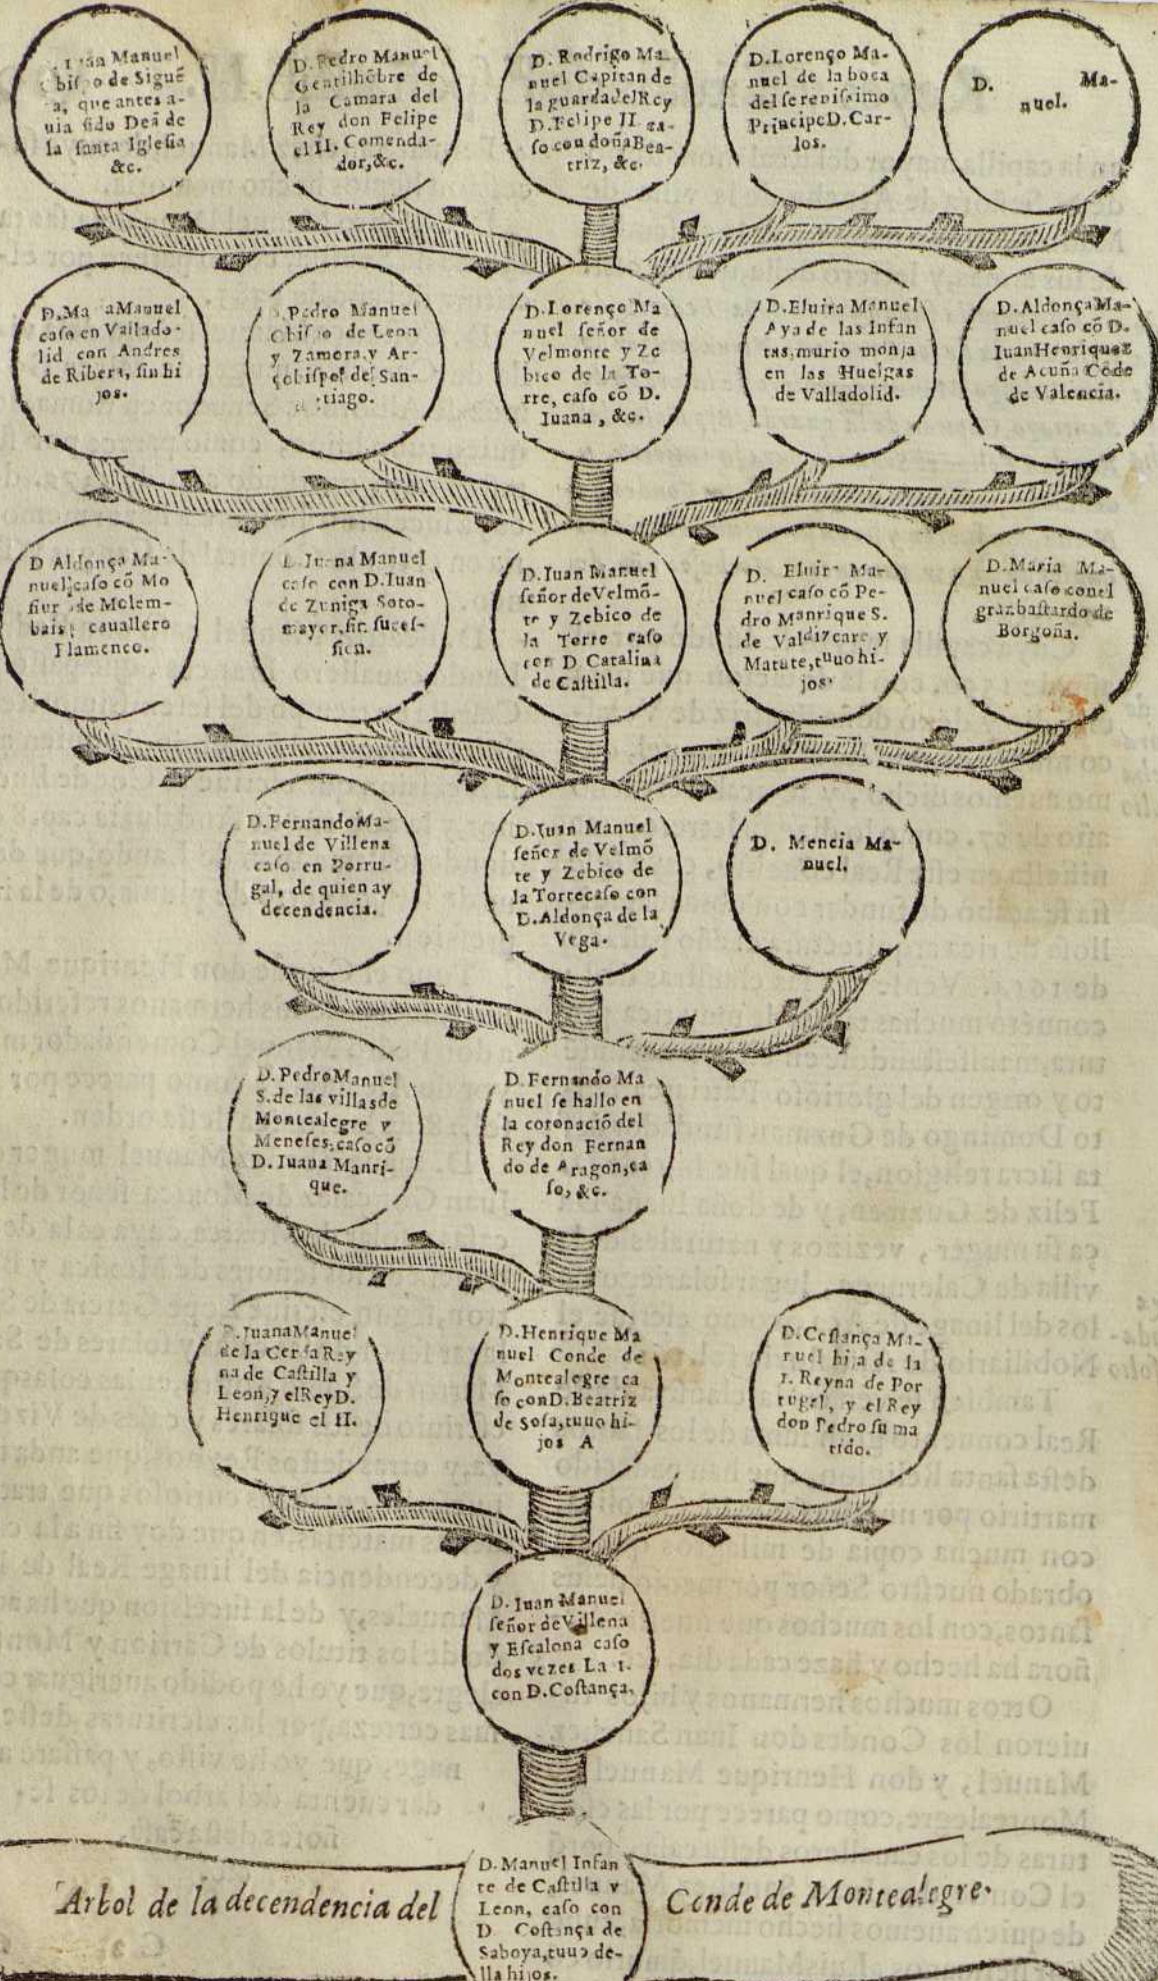 Iuan Manuel
Obispo de Sigue
a, que antes a-
uia sido Deã de
la santa Iglesia
&c.
D. Pedro Manuel
Gentilhõbre de
la Camara del
Rey don Felipe
el II. Comenda-
dor, &c.
D. Rodrigo Ma
nuel Capitan de
la guarda del Rey
D. Felipe II. ca-
so con doña Bea-
triz, &c.
D. Lorenço Ma-
nuel de la boca
del serenissimo
Principe D. Car-
los.
D. Ma-
nuel.
D. Ma aManuel
caso en Vallado-
lid con Andres
de Ribera, sin hi
jos.
Pedro Manuel
Obispo de Leon
y Zamora, y Ar-
çobispo de San-
tiago.
D. Lorenço Ma
nuel señor de
Velmonte y Ze
bico de la To-
rre, caso cõ D.
Iuana, &c.
D. Eluira Manuel
Aya de las Infan
tas, murio monja
en las Huelgas
de Valladolid.
D. Aldonça Ma-
nuel caso cõ D.
Iuan Henriquez
de Acuña Cõde
de Valencia.
D Aldonça Ma-
nuel, caso cõ Mo
siur de Molem-
bais, cauallero
Flamenco.
D. Iuana Manuel
caso con D. Iuan
de Zuniga Soto-
mayor, sin suces-
sion.
D. Iuan Manuel
señor de Velmõ-
te y Zebico de
la Torre caso
con D. Catalina
de Castilla.
D. Eluira Ma-
nuel caso cõ Pe-
dro Manrique S.
de Valdizcare y
Matute, tuuo hi-
jos.
D. Maria Ma-
nuel caso con el
gran bastardo de
Borgoña.
D. Fernando Ma-
nuel de Villena
caso en Portu-
gal, de quien ay
decendencia.
D. Iuan Manuel
señor de Velmõ
te y Zebico de
la Torre caso con
D. Aldonça de la
Vega.
D. Mencia Ma-
nuel.
D. Pedro Manuel
S. de las villas de
Montealegre y
Meneses, caso cõ
D. Iuana Manri-
que.
D. Fernando Ma
nuel se hallo en
la coronaciõ del
Rey don Fernan
do de Aragon, ca
so, &c.
D. Iuana Manuel
de la Cerda Rey
na de Castilla y
Leon, y el Rey D.
Henrique el II.
D. Henrique Ma
nuel Conde de
Montealegre ca
so con D. Beatriz
de Sosa, tuuo hi-
jos A
D. Costança Ma-
nuel hija de la
1. Reyna de Por
tugal, y el Rey
don Pedro su ma
rido.
D. Iuan Manuel
señor de Villena
y Escalona caso
dos vezes La 1.
con D. Costança,
D. Manuel Infan
te de Castilla y
Leon, caso con
D Costança de
Saboya, tuuo de-
lla hijos.
Arbol de la decendencia del
Conde de Montealegre.